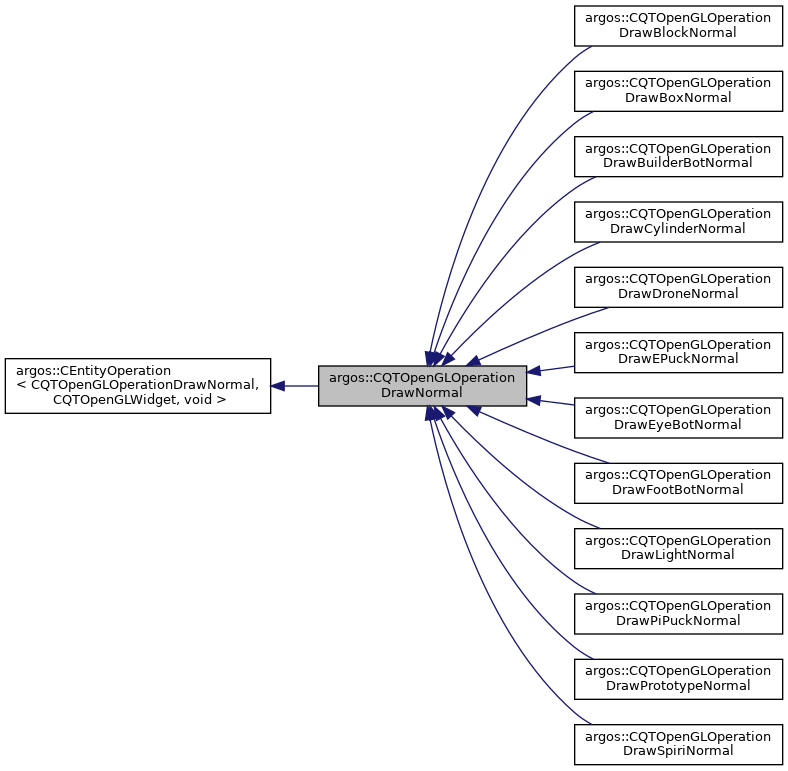 argos::CQTOpenGLOperation
DrawBlockNormal
argos::CQTOpenGLOperation
DrawBoxNormal
argos::CQTOpenGLOperation
DrawBuilderBotNormal
argos::CQTOpenGLOperation
DrawCylinderNormal
argos::CQTOpenGLOperation
DrawDroneNormal
argos::CQTOpenGLOperation
DrawEPuckNormal
argos::CEntityOperation
< CQTOpenGLOperationDrawNormal,
CQTOpenGLWidget, void >
argos::CQTOpenGLOperation
DrawNormal
argos::CQTOpenGLOperation
DrawEyeBotNormal
argos::CQTOpenGLOperation
DrawFootBotNormal
argos::CQTOpenGLOperation
DrawLightNormal
argos::CQTOpenGLOperation
DrawPiPuckNormal
argos::CQTOpenGLOperation
DrawPrototypeNormal
argos::CQTOpenGLOperation
DrawSpiriNormal